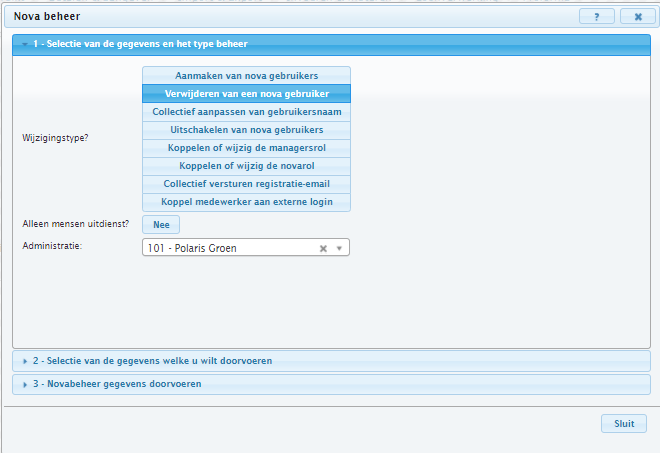 Nova beheer
?
1 - Selectie van de gegevens en het type beheer
Wijzigingstype?
Aanmaken van nova gebruikers
Verwijderen van een nova gebruiker
Collectief aanpassen van gebruikersnaam
Uitschakelen van nova gebruikers
Koppelen of wijzig de managersrol
Koppelen of wijzig de novarol
Collectief versturen registratie-email
Koppel medewerker aan externe login
Alleen mensen uitdienst? Nee
Administratie: 101 - Polaris Groen
2 - Selectie van de gegevens welke u wilt doorvoeren
3 - Novabeheer gegevens doorvoeren
Sluit